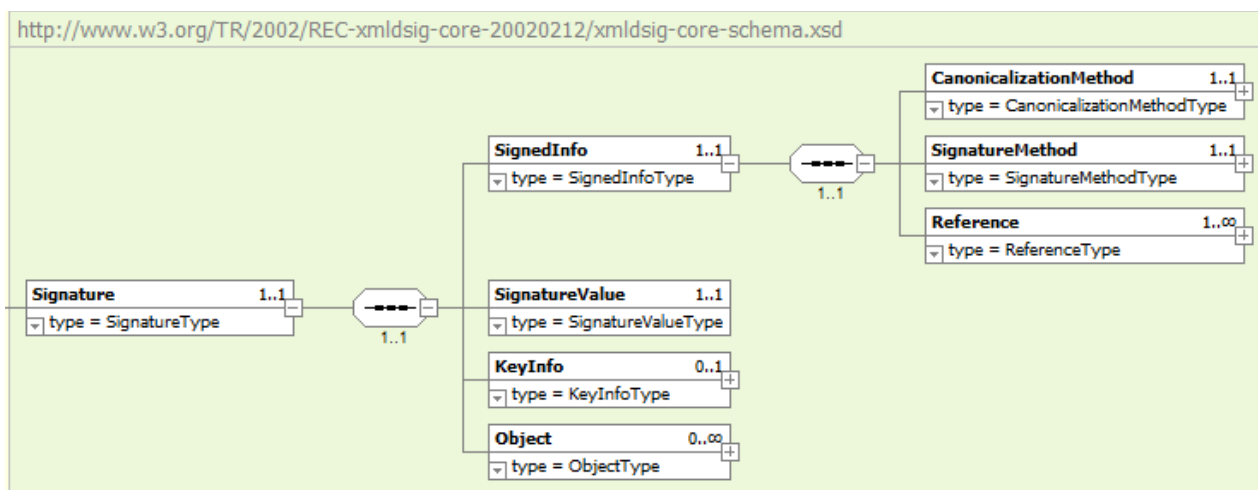 http://www.w3.org/TR/2002/REC-xmldsig-core-20020212/xmldsig-core-schema.xsd
CanonicalizationMethod 1..1
type = CanonicalizationMethodType
SignedInfo 1..1
type = SignedInfoType
1..1
SignatureMethod 1..1
type = SignatureMethodType
Reference 1..∞
type = ReferenceType
Signature 1..1
type = SignatureType
1..1
SignatureValue 1..1
type = SignatureValueType
KeyInfo 0..1
type = KeyInfoType
Object 0..∞
type = ObjectType